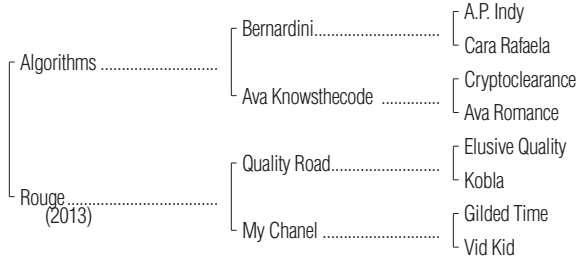 A.P. Indy
Bernardini
Cara Rafaela
Algorithms
Cryptoclearance
Ava Knowsthecode
Ava Romance
Elusive Quality
Quality Road
Kobla
Rouge
(2013)
Gilded Time
My Chanel
Vid Kid